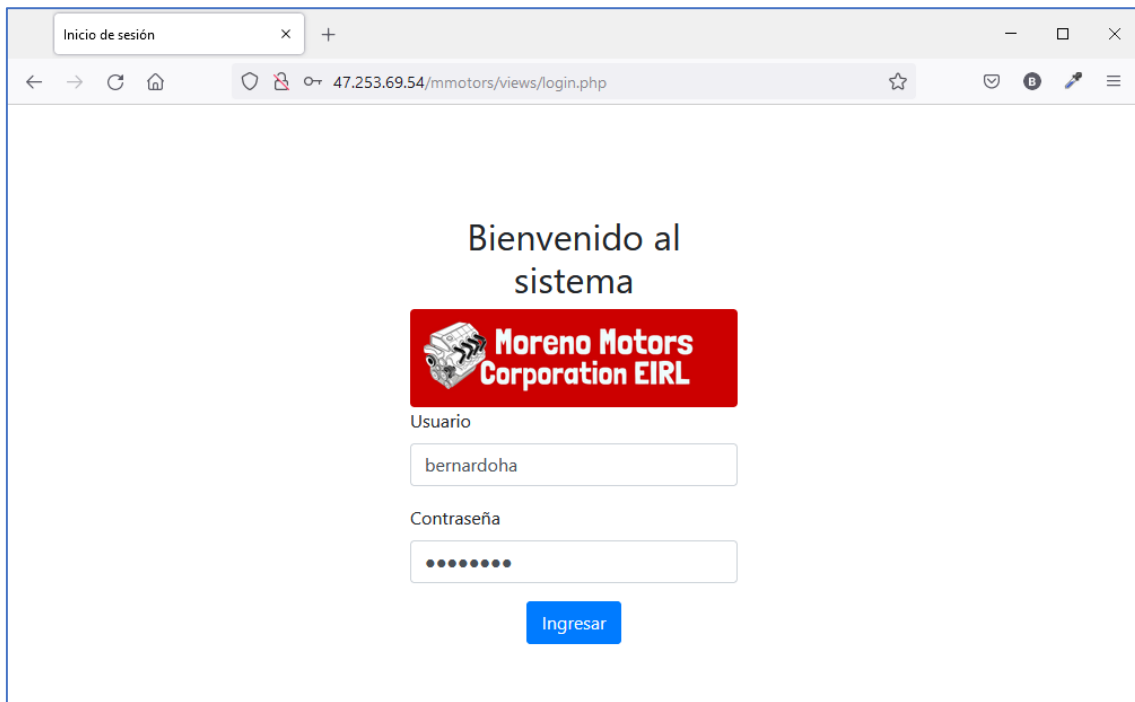 Inicio de sesión
47.253.69.54/mmotors/views/login.php
B
Bienvenido al
sistema
Moreno Motors
Corporation EIRL
Usuario
bernardoha
Contraseña
●●●●●●●●
Ingresar